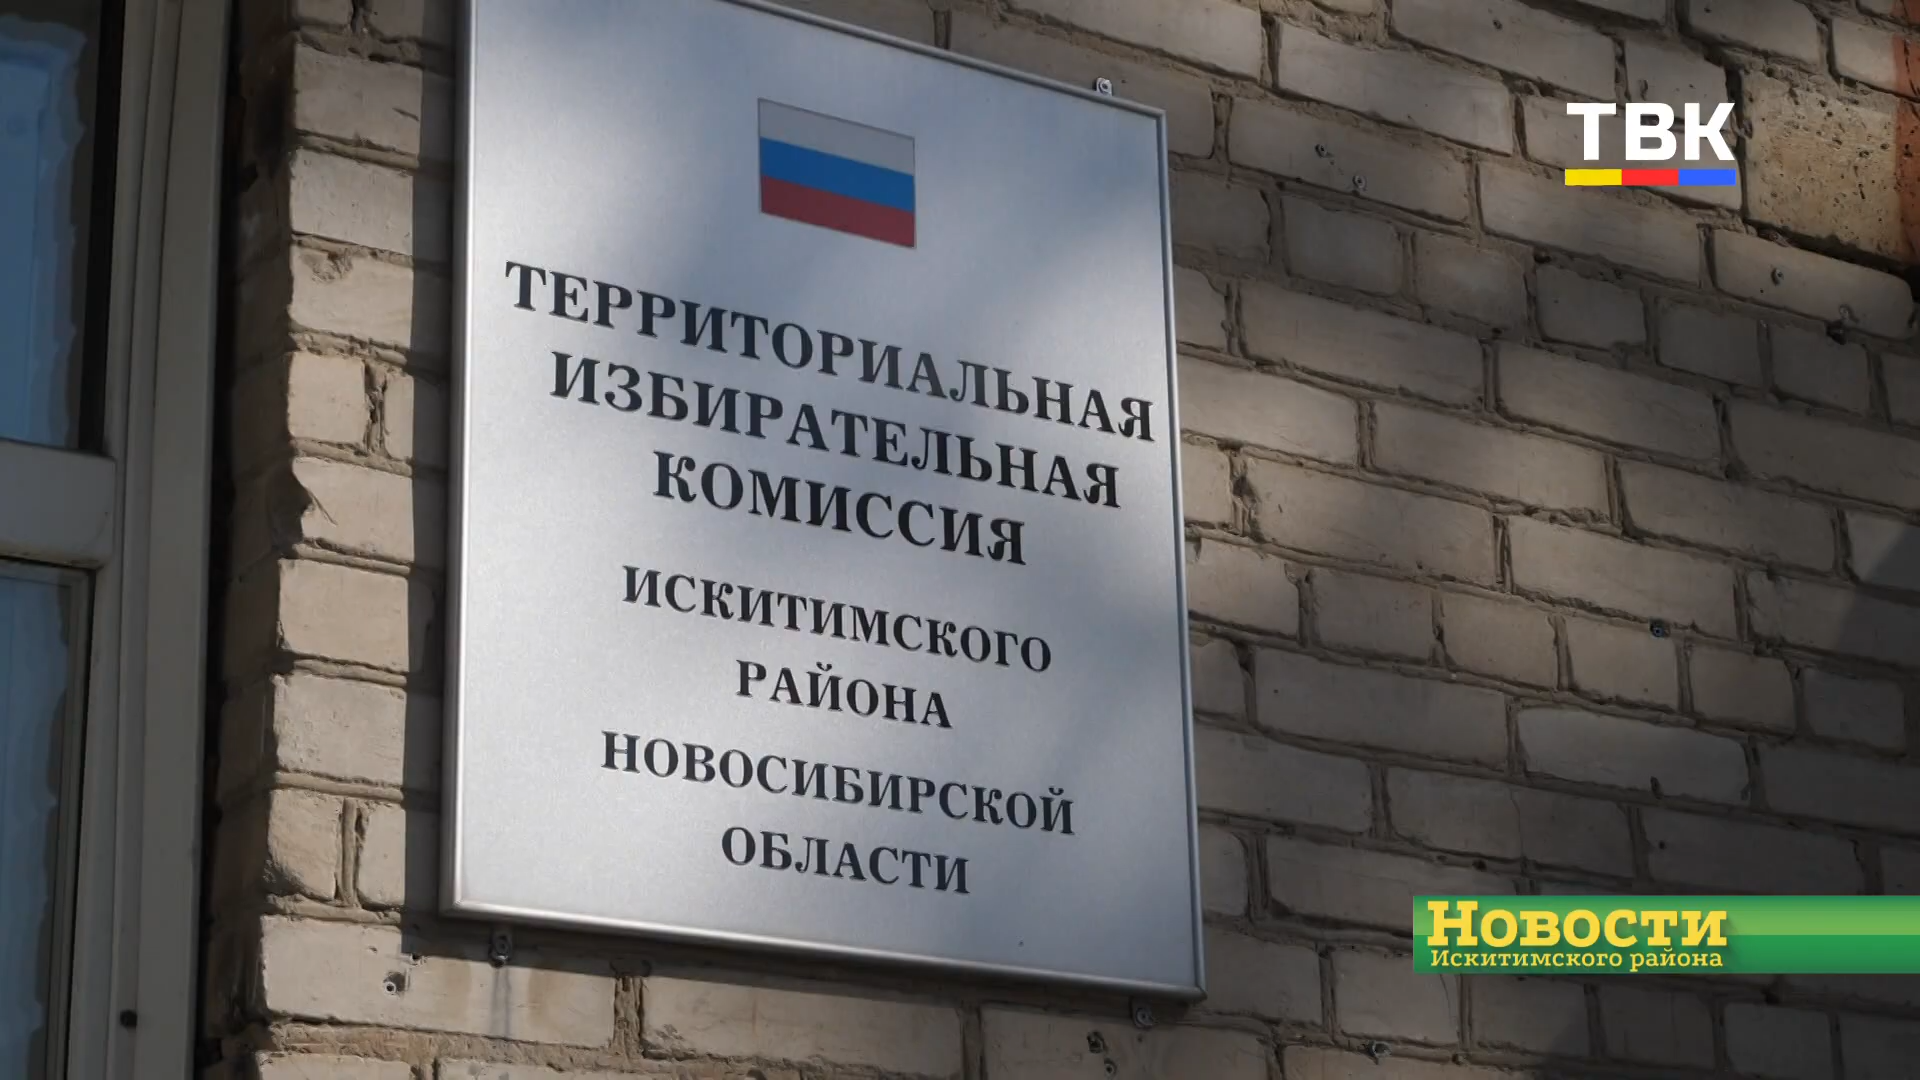 ТВК
ТЕРРИТОРИАЛЬНАЯ
ИЗБИРАТЕЛЬНАЯ
КОМИССИЯ
ИСКИТИМСКОГО
РАЙОНА
НОВОСИБИРСКОЙ
ОБЛАСТИ
НОВОСТИ
Искитимского района